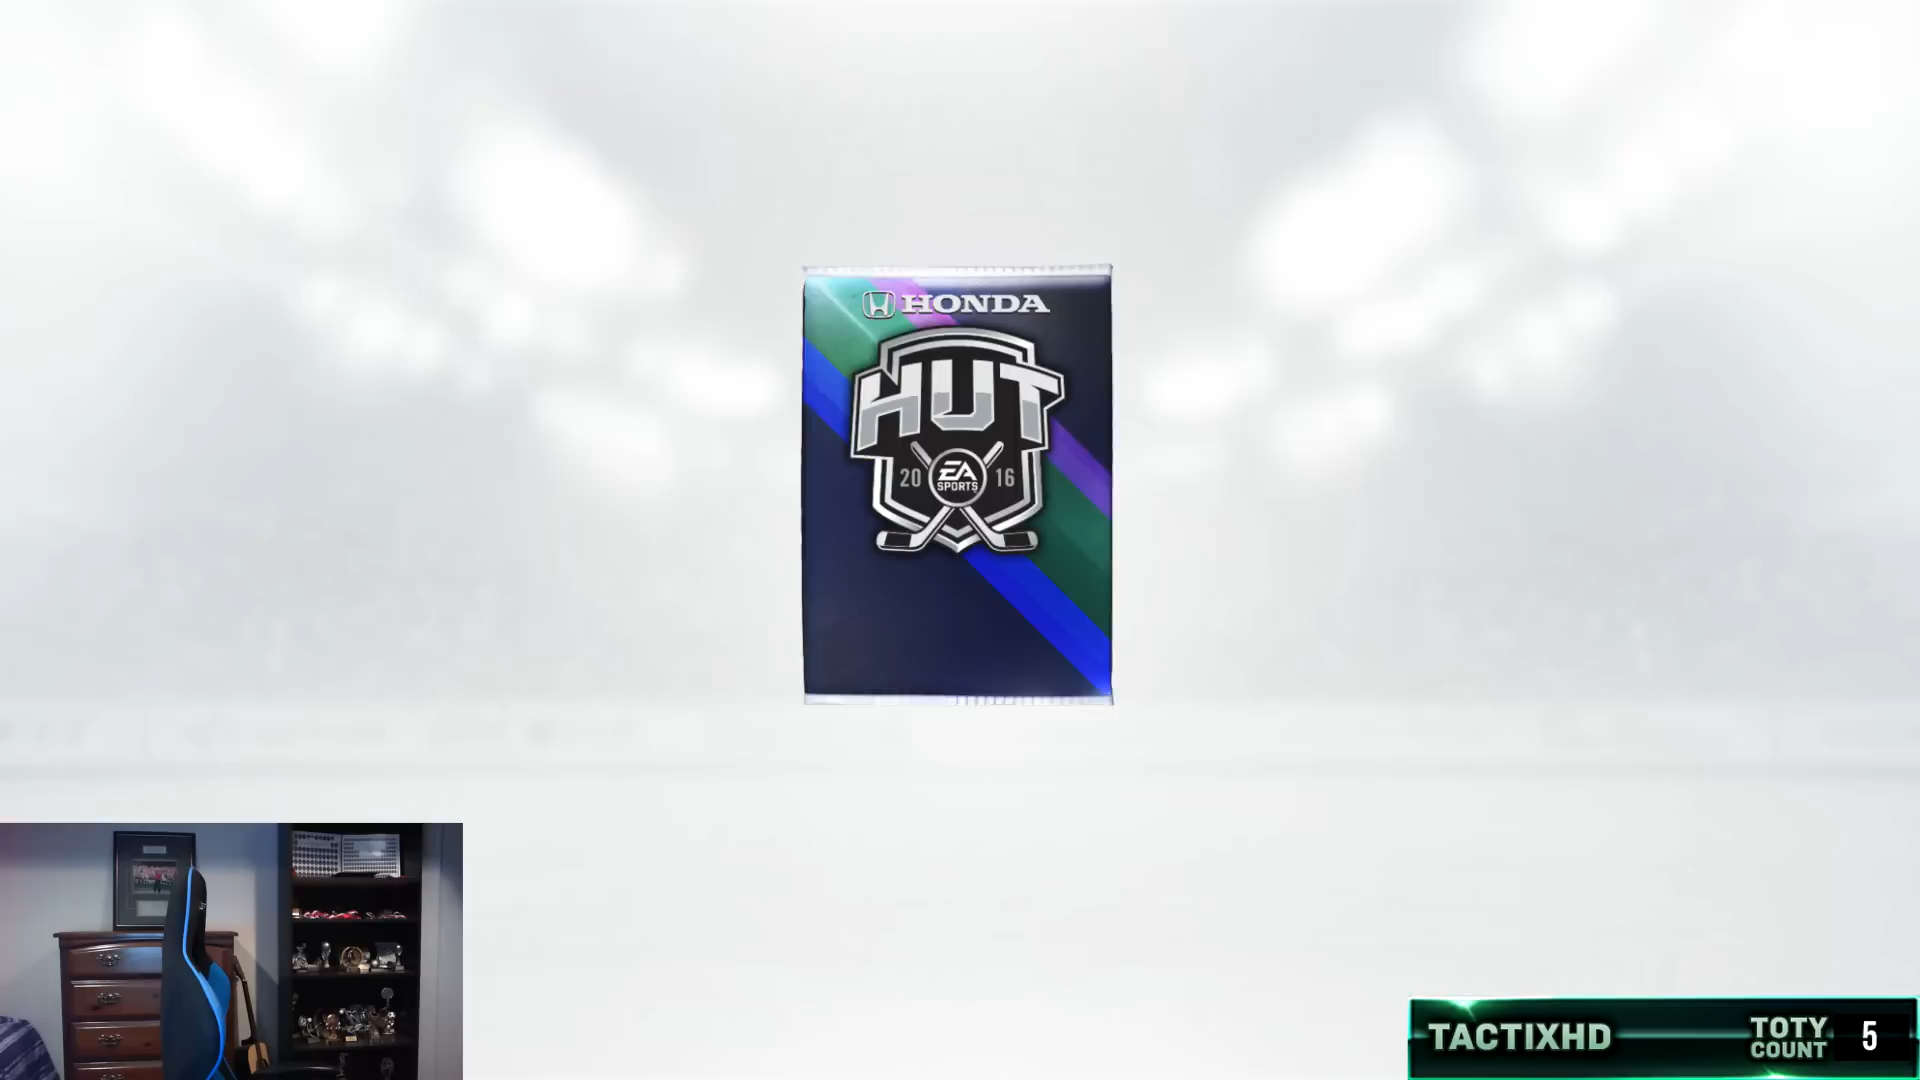 HONDA
HUT
20 EA SPORTS 16
TACTIXHD
TOTY COUNT 5